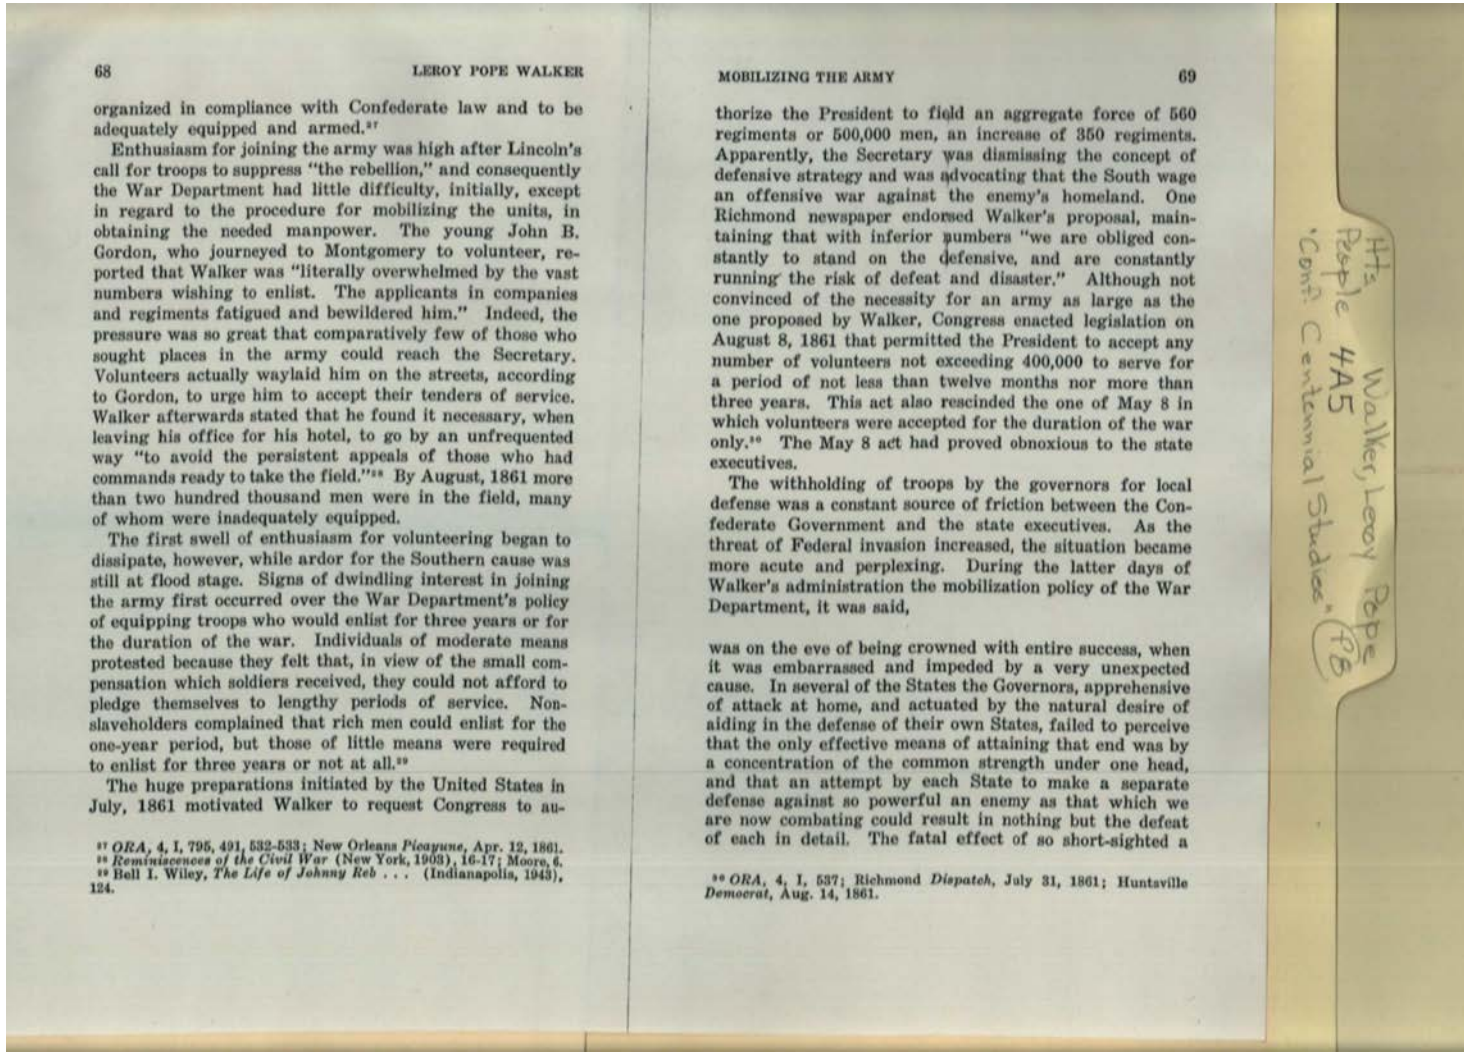 68 LEROY POPE WALKER
organized in compliance with Confederate law and to be
adequately equipped and armed.²⁷
Enthusiasm for joining the army was high after Lincoln's
call for troops to suppress "the rebellion," and consequently
the War Department had little difficulty, initially, except
in regard to the procedure for mobilizing the units, in
obtaining the needed manpower. The young John B.
Gordon, who journeyed to Montgomery to volunteer, re-
ported that Walker was "literally overwhelmed by the vast
numbers wishing to enlist. The applicants in companies
and regiments fatigued and bewildered him." Indeed, the
pressure was so great that comparatively few of those who
sought places in the army could reach the Secretary.
Volunteers actually waylaid him on the streets, according
to Gordon, to urge him to accept their tenders of service.
Walker afterwards stated that he found it necessary, when
leaving his office for his hotel, to go by an unfrequented
way "to avoid the persistent appeals of those who had
commands ready to take the field."²⁸ By August, 1861 more
than two hundred thousand men were in the field, many
of whom were inadequately equipped.
The first swell of enthusiasm for volunteering began to
dissipate, however, while ardor for the Southern cause was
still at flood stage. Signs of dwindling interest in joining
the army first occurred over the War Department's policy
of equipping troops who would enlist for three years or for
the duration of the war. Individuals of moderate means
protested because they felt that, in view of the small com-
pensation which soldiers received, they could not afford to
pledge themselves to lengthy periods of service. Non-
slaveholders complained that rich men could enlist for the
one-year period, but those of little means were required
to enlist for three years or not at all.²⁹
The huge preparations initiated by the United States in
July, 1861 motivated Walker to request Congress to au-
²⁷ ORA, 4, I, 795, 491, 532-533; New Orleans Picayune, Apr. 12, 1861.
²⁸ Reminiscences of the Civil War (New York, 1903), 16-17; Moore, 6.
²⁹ Bell I. Wiley, The Life of Johnny Reb . . . (Indianapolis, 1943),
124.
MOBILIZING THE ARMY 69
thorize the President to field an aggregate force of 560
regiments or 500,000 men, an increase of 350 regiments.
Apparently, the Secretary was dismissing the concept of
defensive strategy and was advocating that the South wage
an offensive war against the enemy's homeland. One
Richmond newspaper endorsed Walker's proposal, main-
taining that with inferior numbers "we are obliged con-
stantly to stand on the defensive, and are constantly
running the risk of defeat and disaster." Although not
convinced of the necessity for an army as large as the
one proposed by Walker, Congress enacted legislation on
August 8, 1861 that permitted the President to accept any
number of volunteers not exceeding 400,000 to serve for
a period of not less than twelve months nor more than
three years. This act also rescinded the one of May 8 in
which volunteers were accepted for the duration of the war
only.³⁰ The May 8 act had proved obnoxious to the state
executives.
The withholding of troops by the governors for local
defense was a constant source of friction between the Con-
federate Government and the state executives. As the
threat of Federal invasion increased, the situation became
more acute and perplexing. During the latter days of
Walker's administration the mobilization policy of the War
Department, it was said,
was on the eve of being crowned with entire success, when
it was embarrassed and impeded by a very unexpected
cause. In several of the States the Governors, apprehensive
of attack at home, and actuated by the natural desire of
aiding in the defense of their own States, failed to perceive
that the only effective means of attaining that end was by
a concentration of the common strength under one head,
and that an attempt by each State to make a separate
defense against so powerful an enemy as that which we
are now combating could result in nothing but the defeat
of each in detail. The fatal effect of so short-sighted a
³⁰ ORA, 4, I, 537; Richmond Dispatch, July 31, 1861; Huntsville
Democrat, Aug. 14, 1861.
Hts Walker, Leroy Pope
People 4A5 P8
"Conf. Centennial Studies"